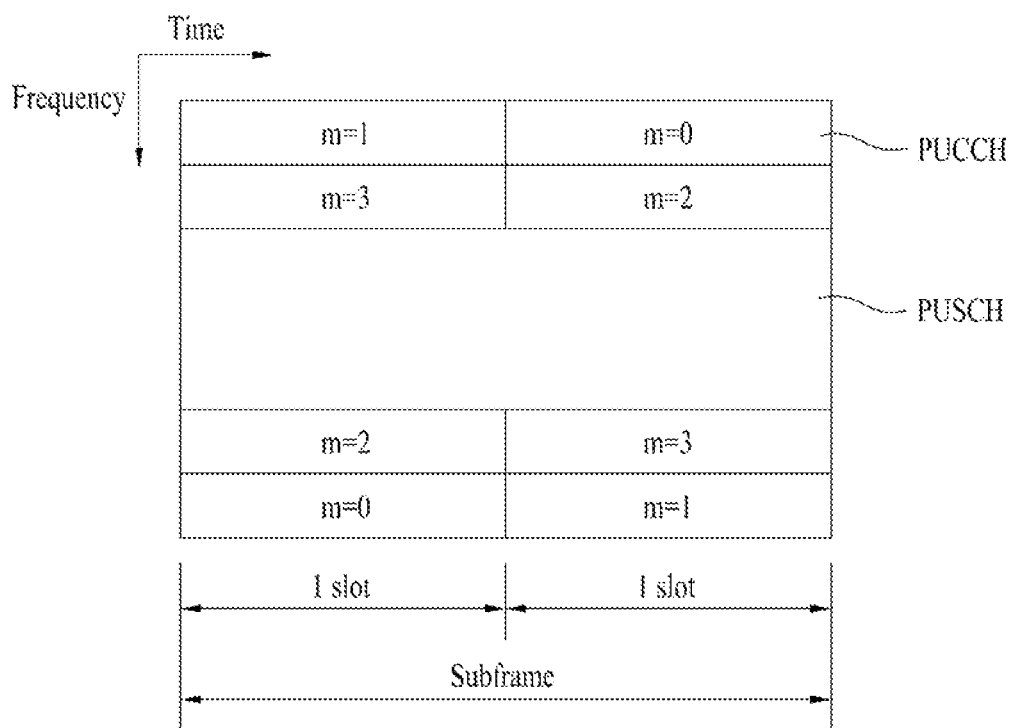 Time
Frequency
m=1 m=0
PUCCH
m=3 m=2
PUSCH
m=2 m=3
m=0 m=1
1 slot 1 slot
Subframe